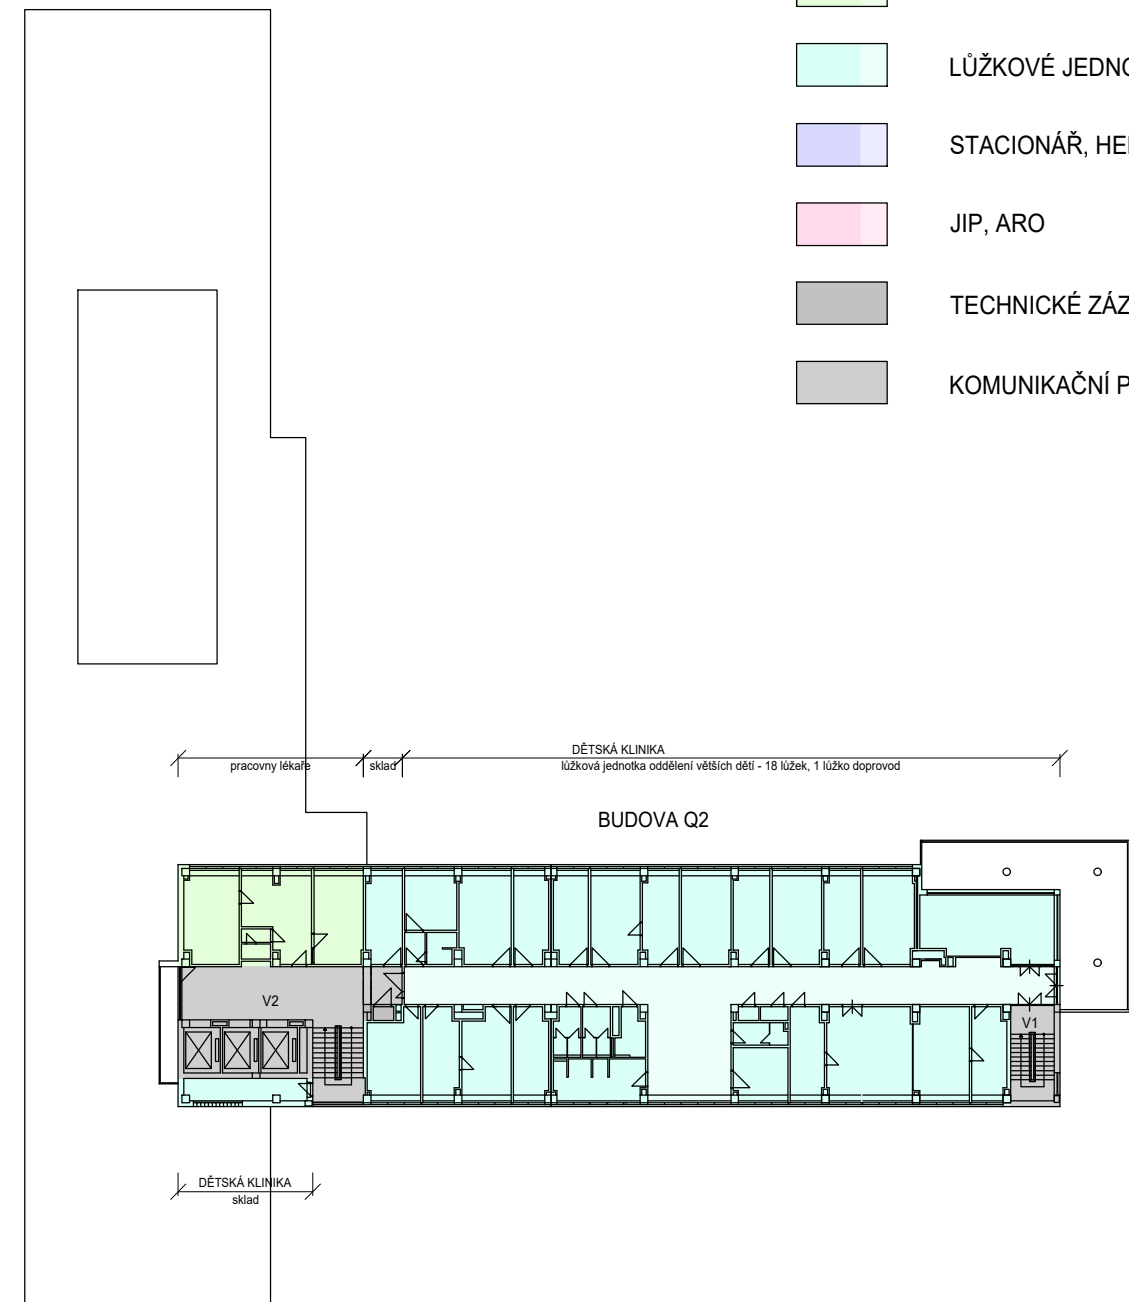 LŮŽKOVÉ JEDNO
STACIONÁŘ, HE
JIP, ARO
TECHNICKÉ ZÁZ
KOMUNIKAČNÍ P
DĚTSKÁ KLINIKA
pracovny lékaře
sklad
lůžková jednotka oddělení větších dětí - 18 lůžek, 1 lůžko doprovod
BUDOVA Q2
V2
V1
DĚTSKÁ KLINIKA
sklad